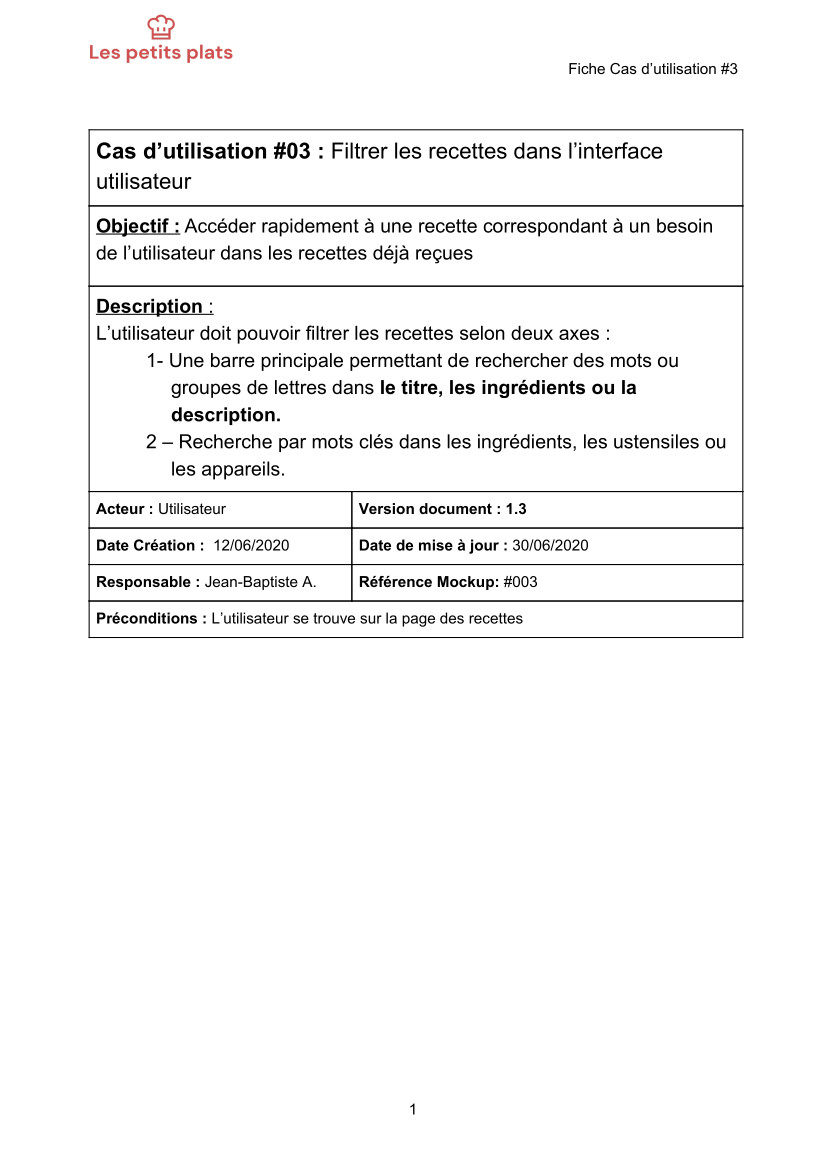 Les petits plats
Fiche Cas d’utilisation #3
Cas d’utilisation #03 : Filtrer les recettes dans l’interface
utilisateur
Objectif : Accéder rapidement à une recette correspondant à un besoin
de l’utilisateur dans les recettes déjà reçues
Description :
L’utilisateur doit pouvoir filtrer les recettes selon deux axes :
1- Une barre principale permettant de rechercher des mots ou
groupes de lettres dans le titre, les ingrédients ou la
description.
2 – Recherche par mots clés dans les ingrédients, les ustensiles ou
les appareils.
Acteur : Utilisateur
Version document : 1.3
Date Création : 12/06/2020
Date de mise à jour : 30/06/2020
Responsable : Jean-Baptiste A.
Référence Mockup: #003
Préconditions : L’utilisateur se trouve sur la page des recettes
1